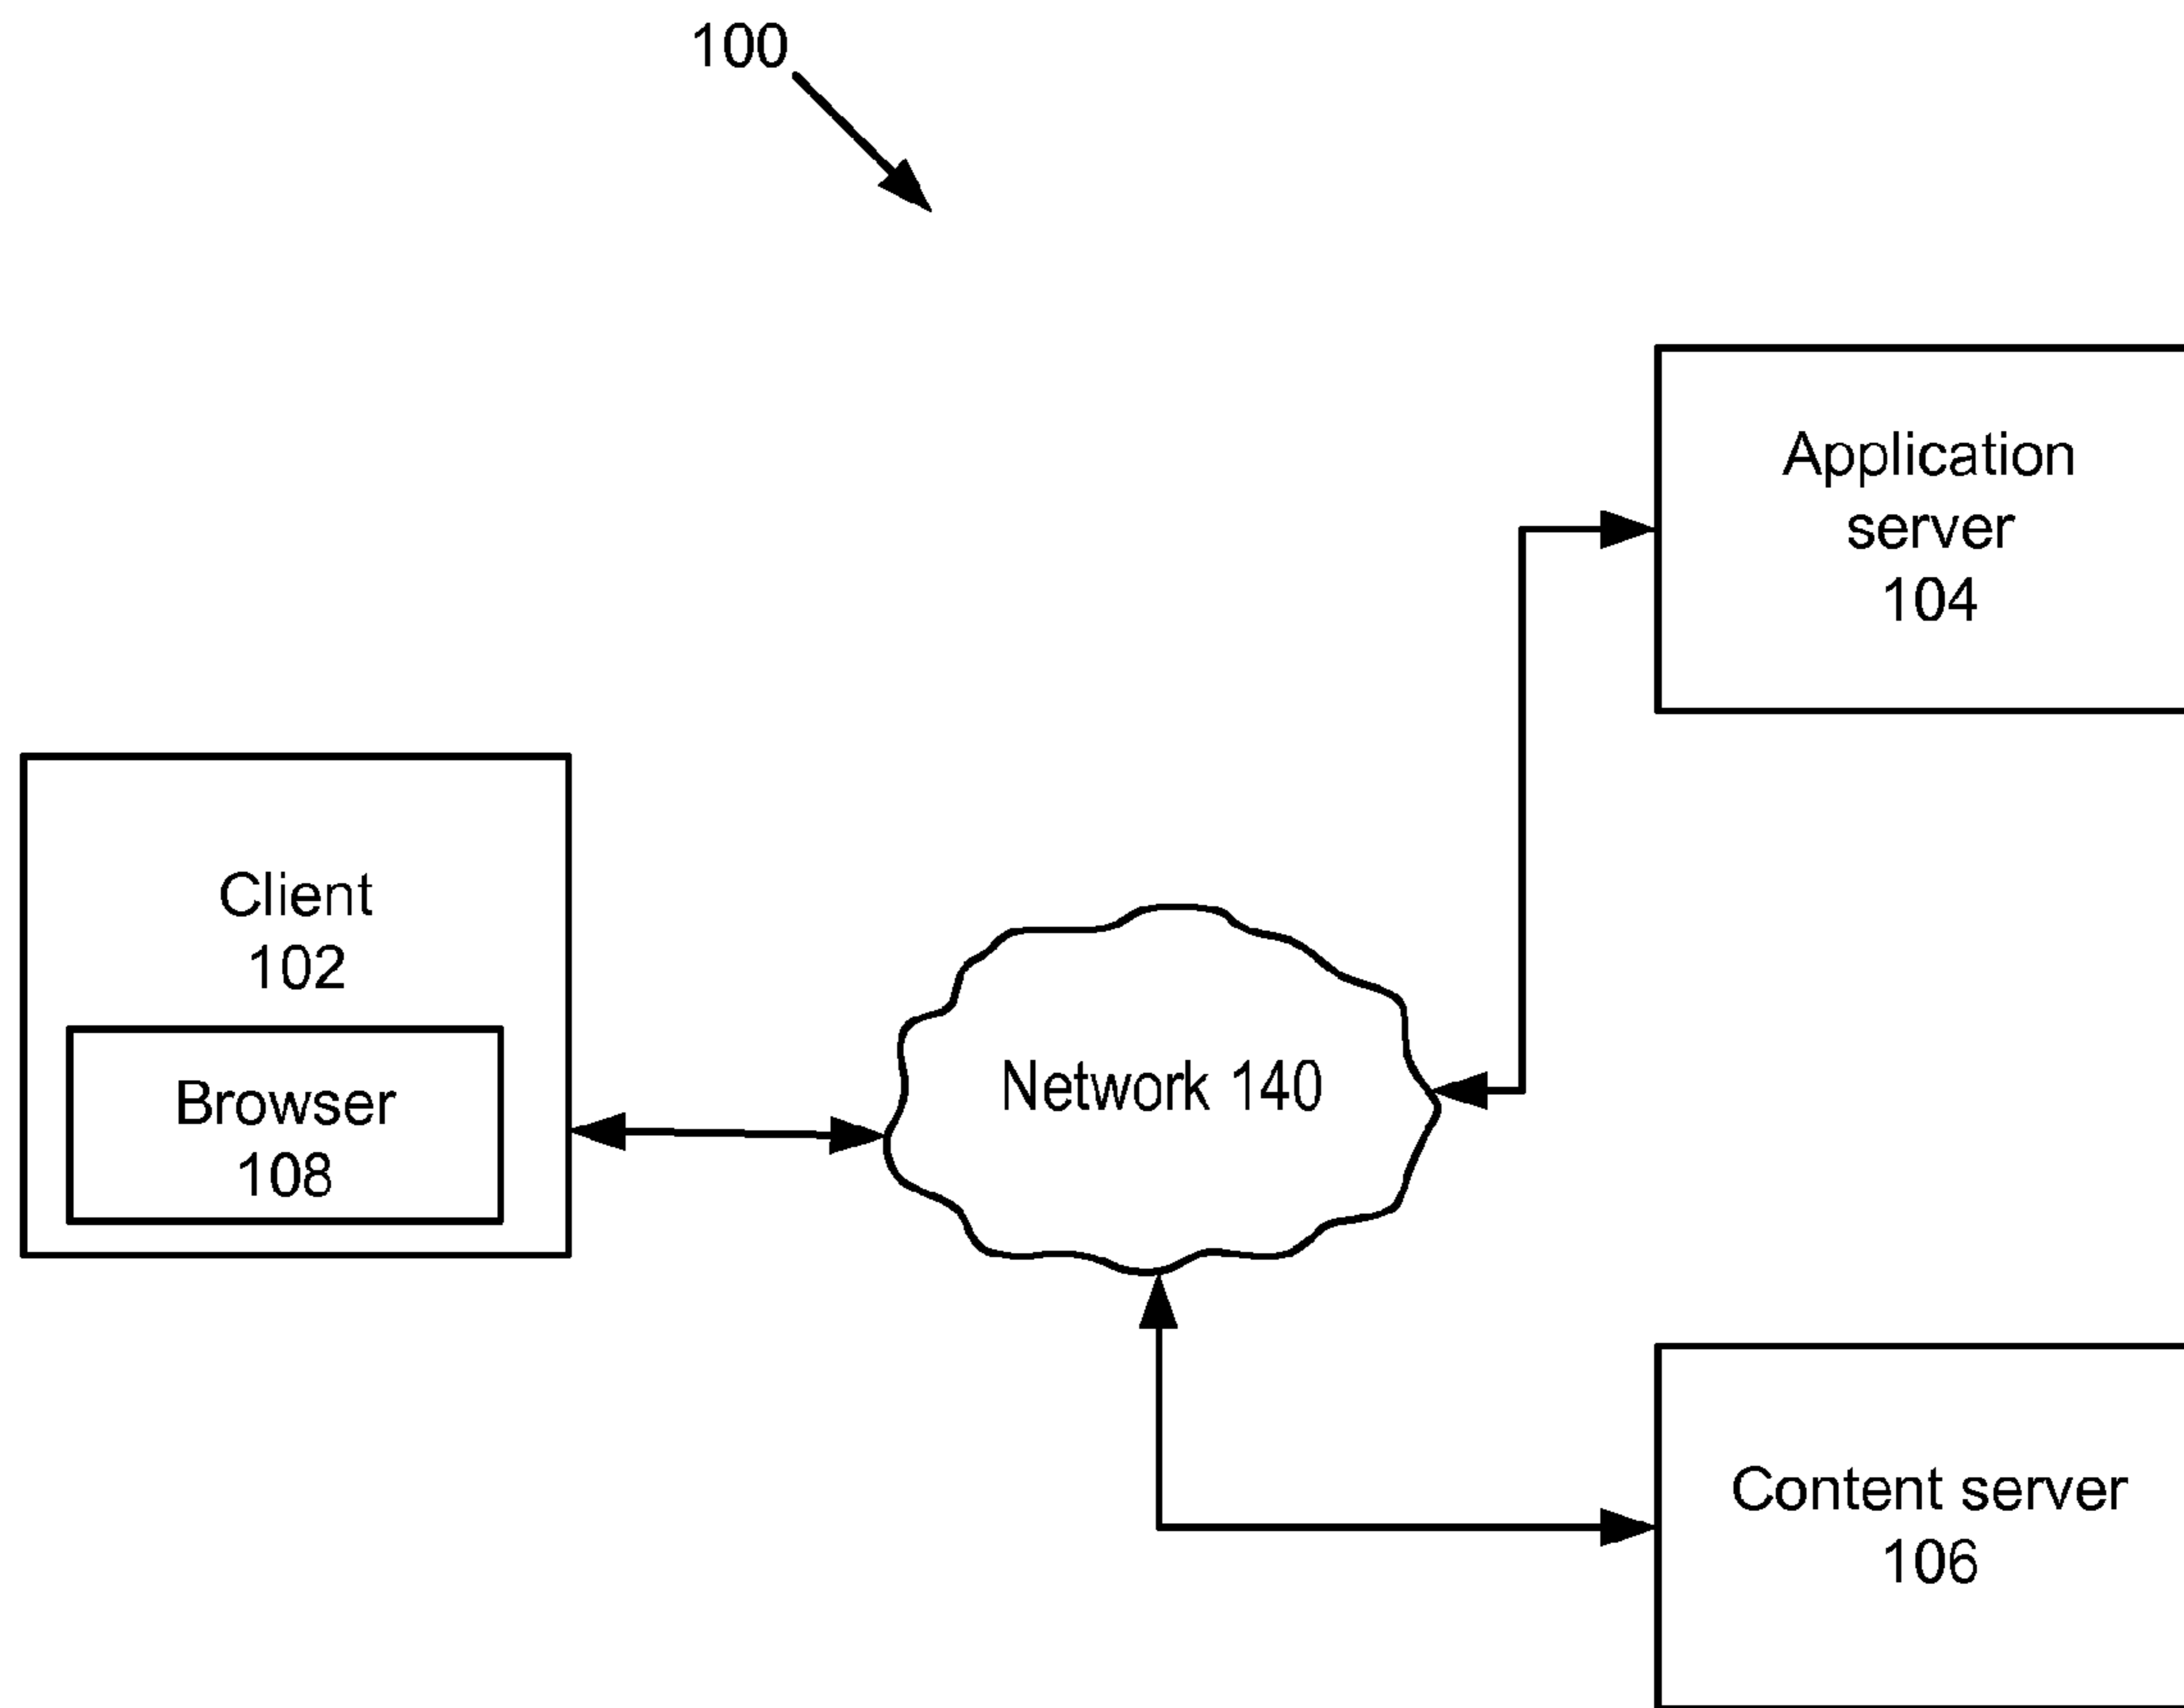 100
Application
server
104
Client
102
Browser
108
Network 140
Content server
106